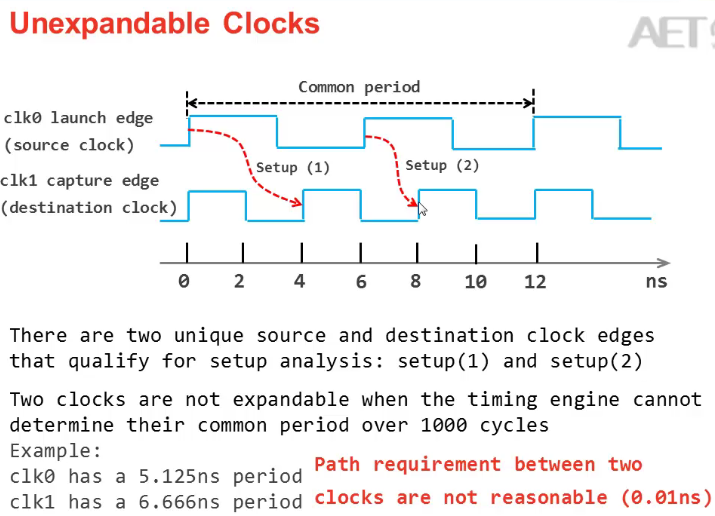 Unexpandable Clocks
AET
Common period
clk0 launch edge
(source clock)
Setup (1)
Setup (2)
clk1 capture edge
(destination clock)
0 2 4 6 8 10 12 ns
There are two unique source and destination clock edges
that qualify for setup analysis: setup(1) and setup(2)
Two clocks are not expandable when the timing engine cannot
determine their common period over 1000 cycles
Example:
clk0 has a 5.125ns period
clk1 has a 6.666ns period
Path requirement between two
clocks are not reasonable (0.01ns)